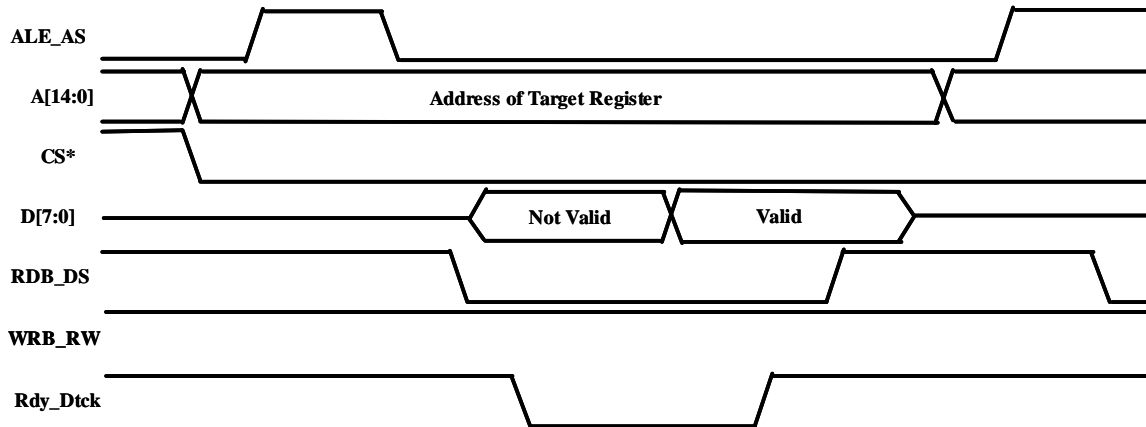 ALE_AS
A[14:0]
Address of Target Register
CS*
D[7:0]
Not Valid
Valid
RDB_DS
WRB_RW
Rdy_Dtck